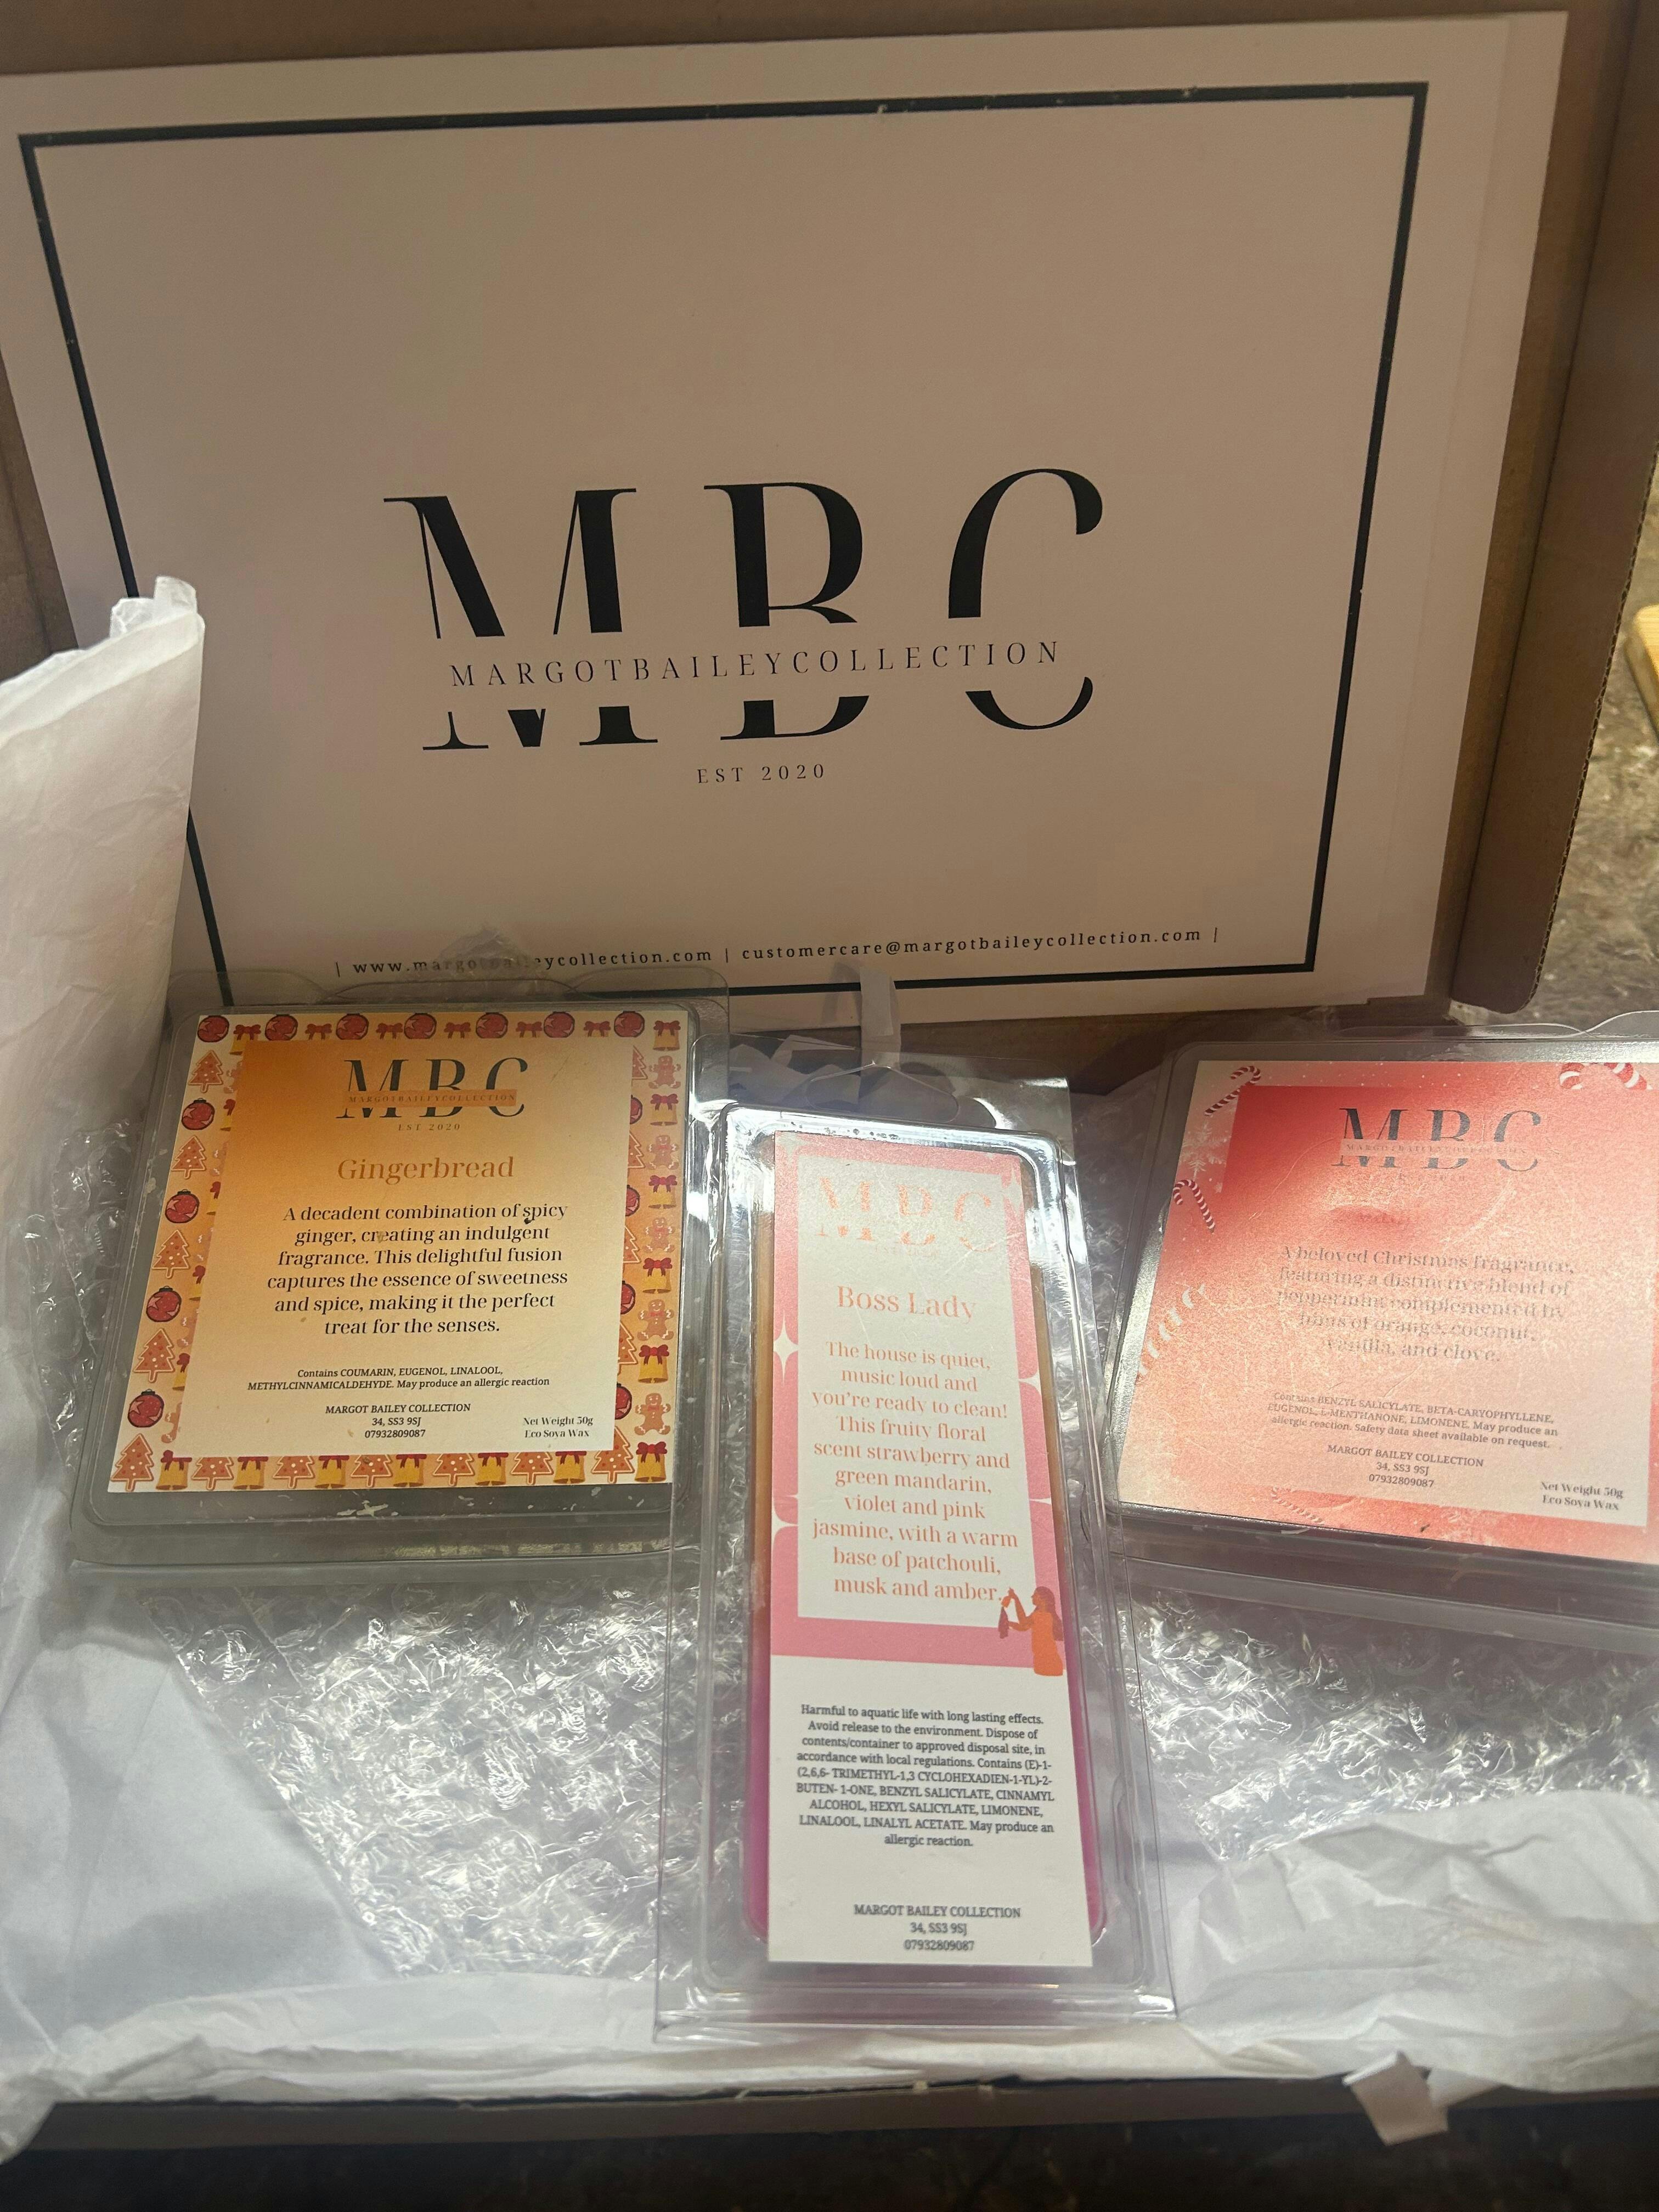 MBC
MARGOTBAILEYCOLLECTION
EST 2020
| www.margotbaileycollection.com | customercare@margotbaileycollection.com |
MBC
MARGOTBAILEYCOLLECTION
EST 2020
Gingerbread
A decadent combination of spicy
ginger, creating an indulgent
fragrance. This delightful fusion
captures the essence of sweetness
and spice, making it the perfect
treat for the senses.
Contains COUMARIN, EUGENOL, LINALOOL,
METHYLCINNAMICALDEHYDE. May produce an allergic reaction
MARGOT BAILEY COLLECTION
34, SS3 9SJ
07932809087
Net Weight 50g
Eco Soya Wax
MBC
Boss Lady
The house is quiet,
music loud and
you're ready to clean!
This fruity floral
scent strawberry and
green mandarin,
violet and pink
jasmine, with a warm
base of patchouli,
musk and amber.
Harmful to aquatic life with long lasting effects.
Avoid release to the environment. Dispose of
contents/container to approved disposal site, in
accordance with local regulations. Contains (E)-1-
(2,6,6- TRIMETHYL-1,3 CYCLOHEXADIEN-1-YL)-2-
BUTEN- 1-ONE, BENZYL SALICYLATE, CINNAMYL
ALCOHOL, HEXYL SALICYLATE, LIMONENE,
LINALOOL, LINALYL ACETATE. May produce an
allergic reaction.
MARGOT BAILEY COLLECTION
34, SS3 9SJ
07932809087
MBC
MARGOTBAILEYCOLLECTION
A beloved Christmas fragrance,
featuring a distinctive blend of
peppermint complemented by
hints of orange, coconut,
vanilla, and clove.
Contains BENZYL SALICYLATE, BETA-CARYOPHYLLENE,
EUGENOL, L-MENTHANONE, LIMONENE. May produce an
allergic reaction. Safety data sheet available on request.
MARGOT BAILEY COLLECTION
34, SS3 9SJ
07932809087
Net Weight 50g
Eco Soya Wax